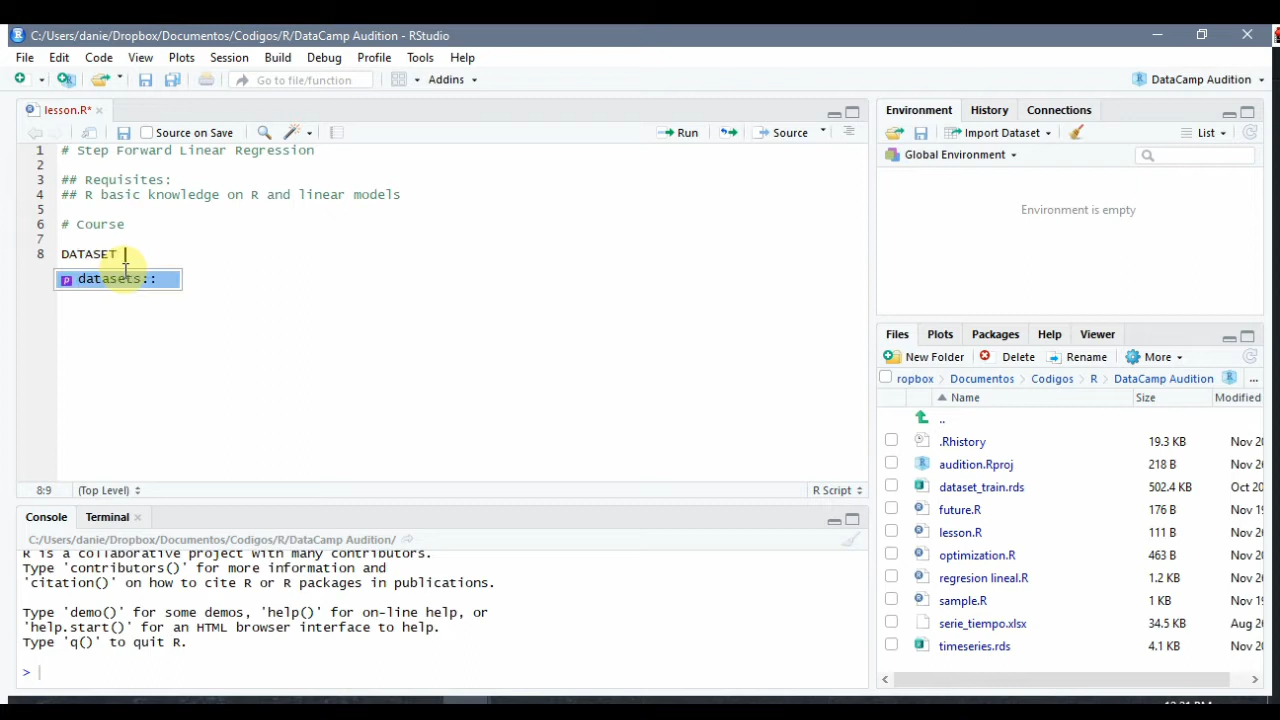 C:/Users/danie/Dropbox/Documentos/Codigos/R/DataCamp Audition - RStudio
File Edit Code View Plots Session Build Debug Profile Tools Help
Go to file/function Addins DataCamp Audition
lesson.R*
Source on Save Run Source
1 # Step Forward Linear Regression
2
3 ## Requisites:
4 ## R basic knowledge on R and linear models
5
6 # Course
7
8 DATASET
datasets::
8:9 (Top Level) R Script
Console Terminal
C:/Users/danie/Dropbox/Documentos/Codigos/R/DataCamp Audition/
R is a collaborative project with many contributors.
Type 'contributors()' for more information and
'citation()' on how to cite R or R packages in publications.
Type 'demo()' for some demos, 'help()' for on-line help, or
'help.start()' for an HTML browser interface to help.
Type 'q()' to quit R.
>
Environment History Connections
Import Dataset List
Global Environment
Environment is empty
Files Plots Packages Help Viewer
New Folder Delete Rename More
ropbox Documentos Codigos R DataCamp Audition ...
Name Size Modified
..
.Rhistory 19.3 KB Nov 20
audition.Rproj 218 B Nov 20
dataset_train.rds 502.4 KB Oct 20
future.R 176 B Nov 19
lesson.R 111 B Nov 20
optimization.R 463 B Nov 20
regresion lineal.R 1.2 KB Nov 20
sample.R 1 KB Nov 19
serie_tiempo.xlsx 34.5 KB Aug 20
timeseries.rds 4.1 KB Nov 20